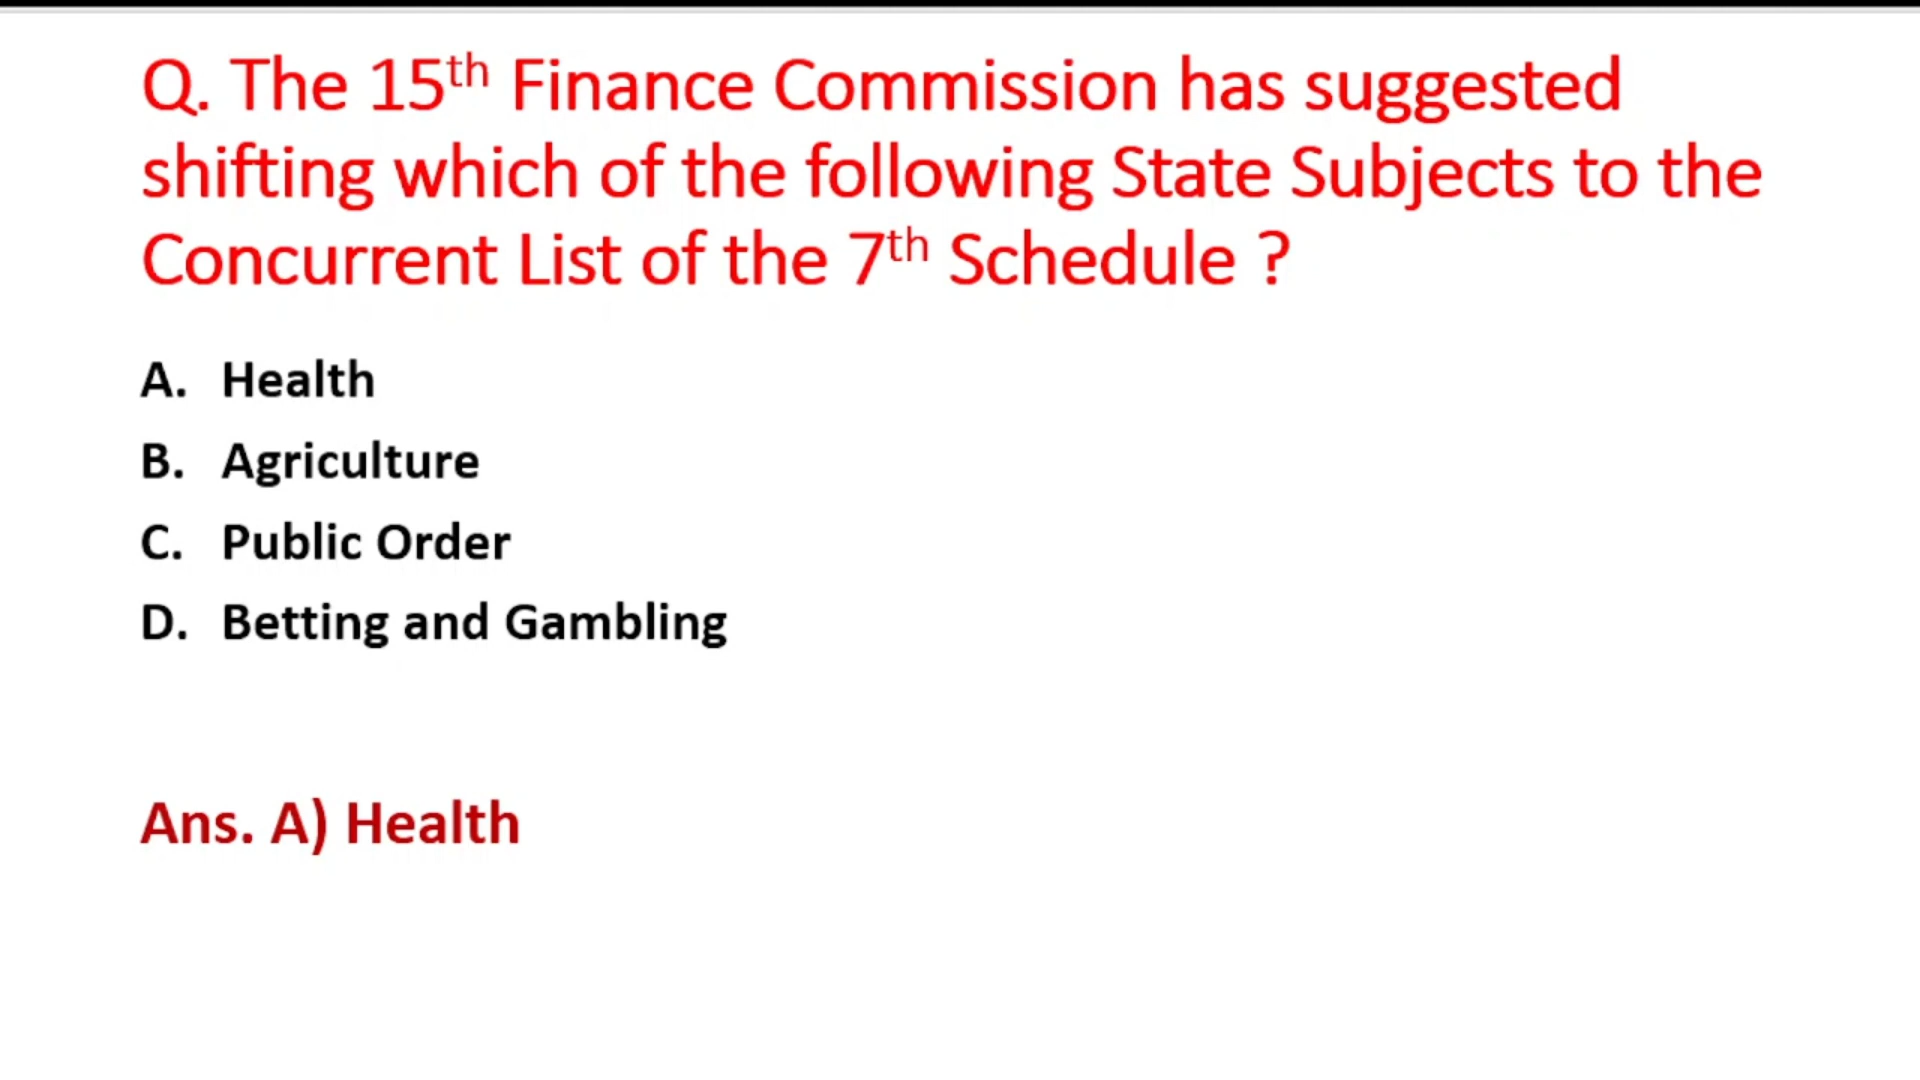 Q. The 15th Finance Commission has suggested
shifting which of the following State Subjects to the
Concurrent List of the 7th Schedule ?
A. Health
B. Agriculture
C. Public Order
D. Betting and Gambling
Ans. A) Health